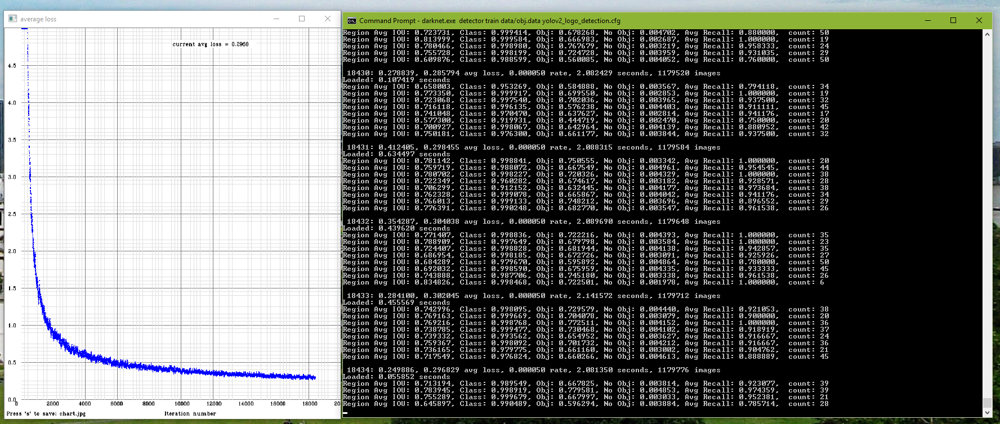 average loss
current avg loss = 0.2968
4.5
4.0
3.5
3.0
2.5
2.0
1.5
1.0
0.5
0.0
0 2000 4000 6000 8000 10000 12000 14000 16000 18000 20
Press 's' to save: chart.jpg Iteration number
Command Prompt - darknet.exe detector train data/obj.data yolov2_logo_detection.cfg
Region Avg IOU: 0.723731, Class: 0.999414, Obj: 0.678268, No Obj: 0.004702, Avg Recall: 0.880000, count: 50
Region Avg IOU: 0.813999, Class: 0.999584, Obj: 0.666983, No Obj: 0.002687, Avg Recall: 1.000000, count: 19
Region Avg IOU: 0.780466, Class: 0.998980, Obj: 0.767679, No Obj: 0.003219, Avg Recall: 0.958333, count: 24
Region Avg IOU: 0.755728, Class: 0.998199, Obj: 0.724728, No Obj: 0.003959, Avg Recall: 0.931035, count: 29
Region Avg IOU: 0.609876, Class: 0.988599, Obj: 0.560085, No Obj: 0.004052, Avg Recall: 0.760000, count: 50
18430: 0.278839, 0.285794 avg loss, 0.000050 rate, 2.082429 seconds, 1179520 images
Loaded: 0.107419 seconds
Region Avg IOU: 0.658003, Class: 0.953269, Obj: 0.584888, No Obj: 0.003567, Avg Recall: 0.794118, count: 34
Region Avg IOU: 0.773350, Class: 0.999917, Obj: 0.699550, No Obj: 0.002853, Avg Recall: 1.000000, count: 19
Region Avg IOU: 0.723068, Class: 0.997540, Obj: 0.702036, No Obj: 0.003965, Avg Recall: 0.937500, count: 32
Region Avg IOU: 0.716118, Class: 0.996135, Obj: 0.576238, No Obj: 0.004403, Avg Recall: 0.911111, count: 45
Region Avg IOU: 0.741048, Class: 0.970470, Obj: 0.637627, No Obj: 0.002814, Avg Recall: 0.941176, count: 17
Region Avg IOU: 0.577300, Class: 0.919931, Obj: 0.444719, No Obj: 0.002470, Avg Recall: 0.750000, count: 20
Region Avg IOU: 0.700927, Class: 0.998067, Obj: 0.642964, No Obj: 0.004139, Avg Recall: 0.880952, count: 42
Region Avg IOU: 0.750181, Class: 0.976300, Obj: 0.661177, No Obj: 0.003844, Avg Recall: 0.937500, count: 32
18431: 0.412405, 0.298455 avg loss, 0.000050 rate, 2.088315 seconds, 1179584 images
Loaded: 0.634497 seconds
Region Avg IOU: 0.781142, Class: 0.998841, Obj: 0.750555, No Obj: 0.003342, Avg Recall: 1.000000, count: 20
Region Avg IOU: 0.759719, Class: 0.988072, Obj: 0.667549, No Obj: 0.004961, Avg Recall: 0.954545, count: 44
Region Avg IOU: 0.780702, Class: 0.998227, Obj: 0.720326, No Obj: 0.004329, Avg Recall: 1.000000, count: 38
Region Avg IOU: 0.722349, Class: 0.960282, Obj: 0.674617, No Obj: 0.003182, Avg Recall: 0.928571, count: 28
Region Avg IOU: 0.706299, Class: 0.912152, Obj: 0.632445, No Obj: 0.004177, Avg Recall: 0.973684, count: 38
Region Avg IOU: 0.762328, Class: 0.999078, Obj: 0.665867, No Obj: 0.004042, Avg Recall: 0.941176, count: 34
Region Avg IOU: 0.766013, Class: 0.999133, Obj: 0.748212, No Obj: 0.003696, Avg Recall: 0.896552, count: 29
Region Avg IOU: 0.776391, Class: 0.990248, Obj: 0.682770, No Obj: 0.003547, Avg Recall: 0.961538, count: 26
18432: 0.354287, 0.304038 avg loss, 0.000050 rate, 2.089690 seconds, 1179648 images
Loaded: 0.439620 seconds
Region Avg IOU: 0.771407, Class: 0.998836, Obj: 0.722216, No Obj: 0.004393, Avg Recall: 1.000000, count: 35
Region Avg IOU: 0.788909, Class: 0.997649, Obj: 0.679798, No Obj: 0.003584, Avg Recall: 1.000000, count: 23
Region Avg IOU: 0.724407, Class: 0.998828, Obj: 0.681944, No Obj: 0.004138, Avg Recall: 0.942857, count: 35
Region Avg IOU: 0.686954, Class: 0.998185, Obj: 0.672726, No Obj: 0.003091, Avg Recall: 0.925926, count: 27
Region Avg IOU: 0.684289, Class: 0.979670, Obj: 0.595892, No Obj: 0.004864, Avg Recall: 0.780000, count: 50
Region Avg IOU: 0.692032, Class: 0.998590, Obj: 0.675959, No Obj: 0.004335, Avg Recall: 0.933333, count: 45
Region Avg IOU: 0.743888, Class: 0.987706, Obj: 0.745180, No Obj: 0.003338, Avg Recall: 0.961538, count: 26
Region Avg IOU: 0.834826, Class: 0.998468, Obj: 0.722501, No Obj: 0.001978, Avg Recall: 1.000000, count: 6
18433: 0.284100, 0.302045 avg loss, 0.000050 rate, 2.141572 seconds, 1179712 images
Loaded: 0.455569 seconds
Region Avg IOU: 0.742996, Class: 0.998095, Obj: 0.729579, No Obj: 0.004440, Avg Recall: 0.921053, count: 38
Region Avg IOU: 0.769163, Class: 0.999669, Obj: 0.704078, No Obj: 0.003079, Avg Recall: 0.900000, count: 20
Region Avg IOU: 0.769216, Class: 0.998768, Obj: 0.772511, No Obj: 0.004152, Avg Recall: 1.000000, count: 36
Region Avg IOU: 0.738785, Class: 0.999477, Obj: 0.730468, No Obj: 0.004102, Avg Recall: 0.918919, count: 37
Region Avg IOU: 0.739332, Class: 0.993562, Obj: 0.654952, No Obj: 0.003627, Avg Recall: 0.916667, count: 24
Region Avg IOU: 0.759367, Class: 0.998092, Obj: 0.701732, No Obj: 0.004212, Avg Recall: 0.916667, count: 36
Region Avg IOU: 0.736165, Class: 0.979775, Obj: 0.661160, No Obj: 0.003002, Avg Recall: 0.904762, count: 21
Region Avg IOU: 0.717549, Class: 0.976824, Obj: 0.660266, No Obj: 0.004613, Avg Recall: 0.888889, count: 45
18434: 0.249886, 0.296829 avg loss, 0.000050 rate, 2.081350 seconds, 1179776 images
Loaded: 0.055852 seconds
Region Avg IOU: 0.713194, Class: 0.989549, Obj: 0.667825, No Obj: 0.003814, Avg Recall: 0.923077, count: 39
Region Avg IOU: 0.783945, Class: 0.998919, Obj: 0.779581, No Obj: 0.004853, Avg Recall: 0.974359, count: 39
Region Avg IOU: 0.755289, Class: 0.999679, Obj: 0.667997, No Obj: 0.003033, Avg Recall: 0.952381, count: 21
Region Avg IOU: 0.645897, Class: 0.990489, Obj: 0.596294, No Obj: 0.003884, Avg Recall: 0.785714, count: 28